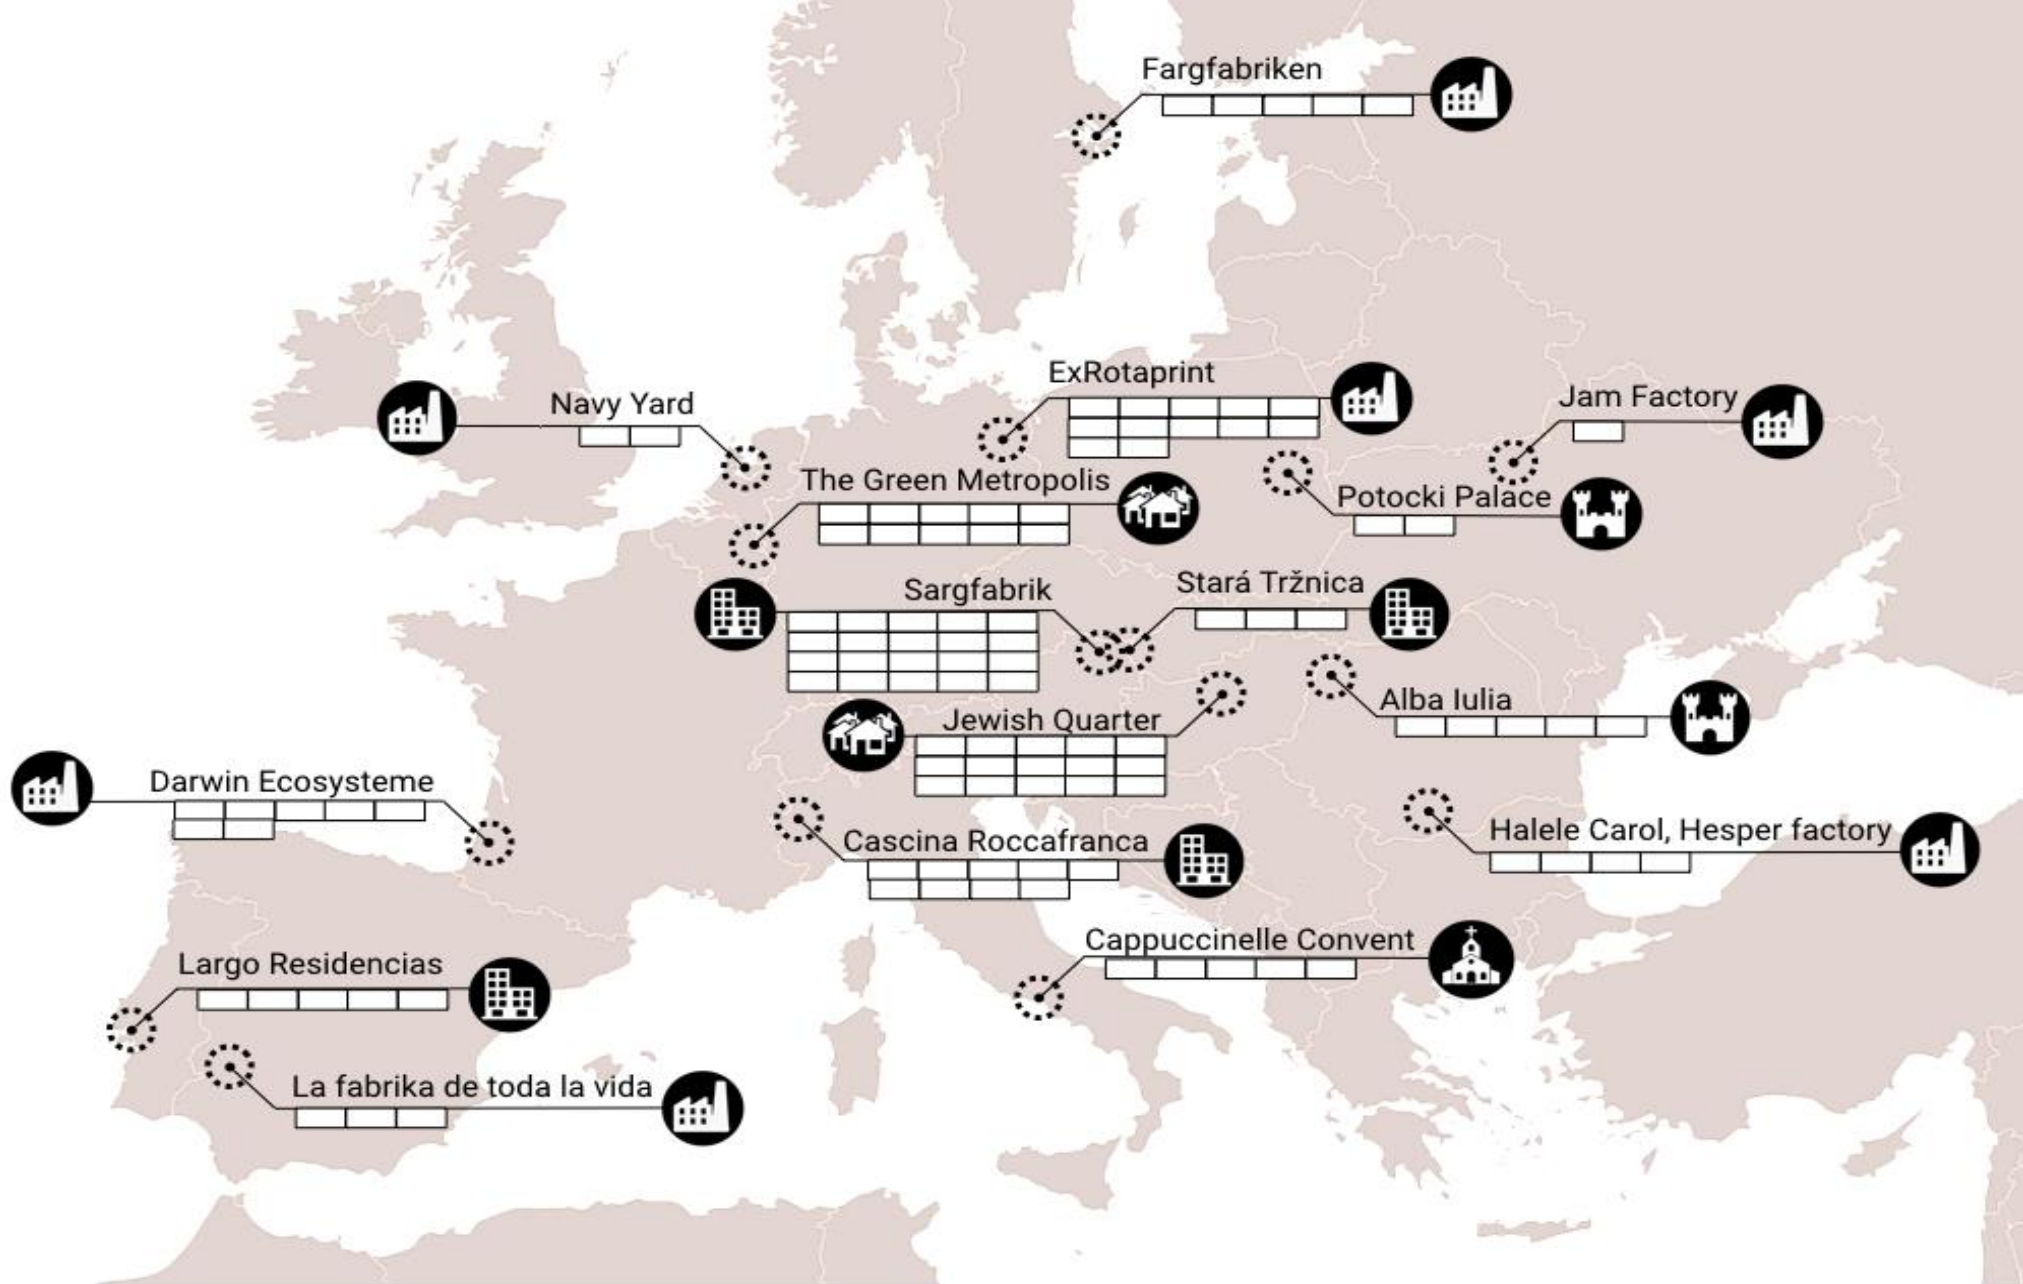 Fargfabriken
ExRotaprint
Jam Factory
Navy Yard
The Green Metropolis
Potocki Palace
Sargfabrik
Stará Tržnica
Alba Iulia
Jewish Quarter
Darwin Ecosysteme
Halele Carol, Hesper factory
Cascina Roccafranca
Cappuccinelle Convent
Largo Residencias
La fabrika de toda la vida